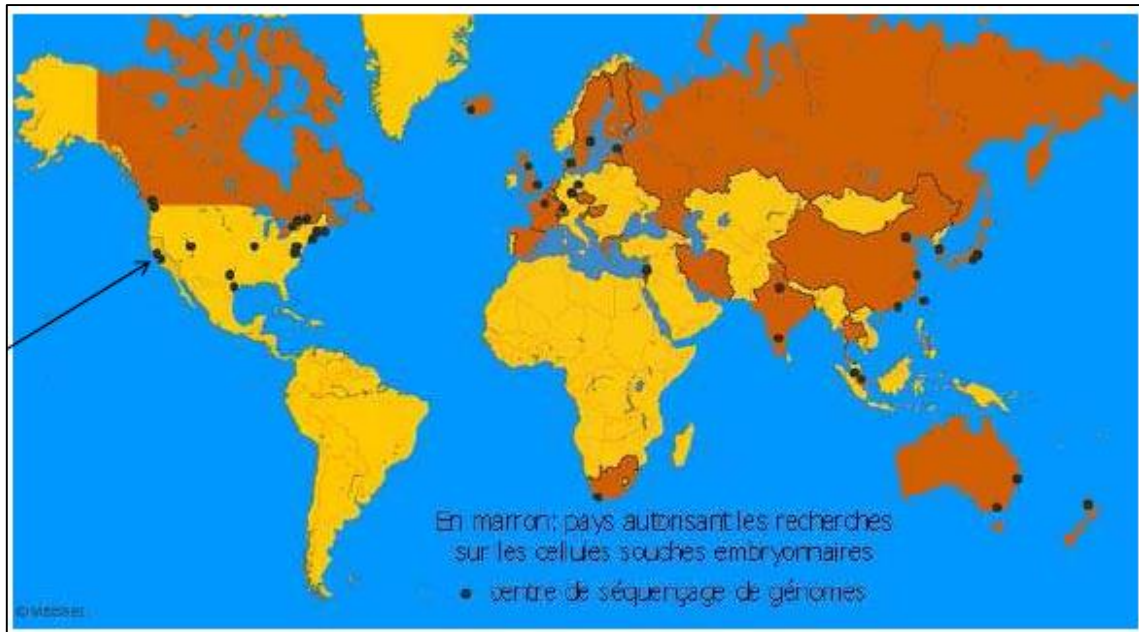 En marron: pays autorisant les recherches
sur les cellules souches embryonnaires
centre de séquençage de génomes